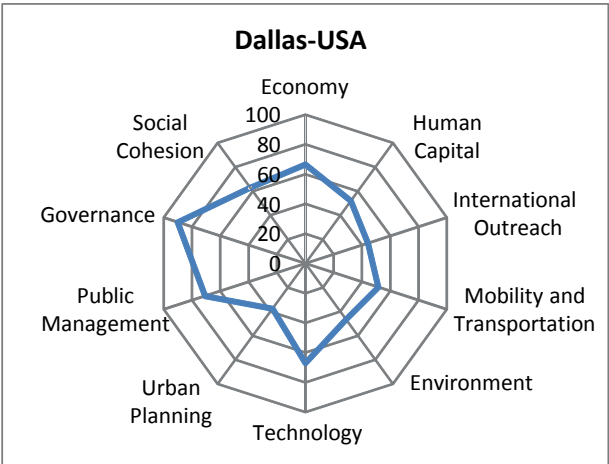 Dallas-USA
Economy
Human
Capital
International
Outreach
Mobility and
Transportation
Environment
Technology
Urban
Planning
Public
Management
Governance
Social
Cohesion
100
80
60
40
20
0